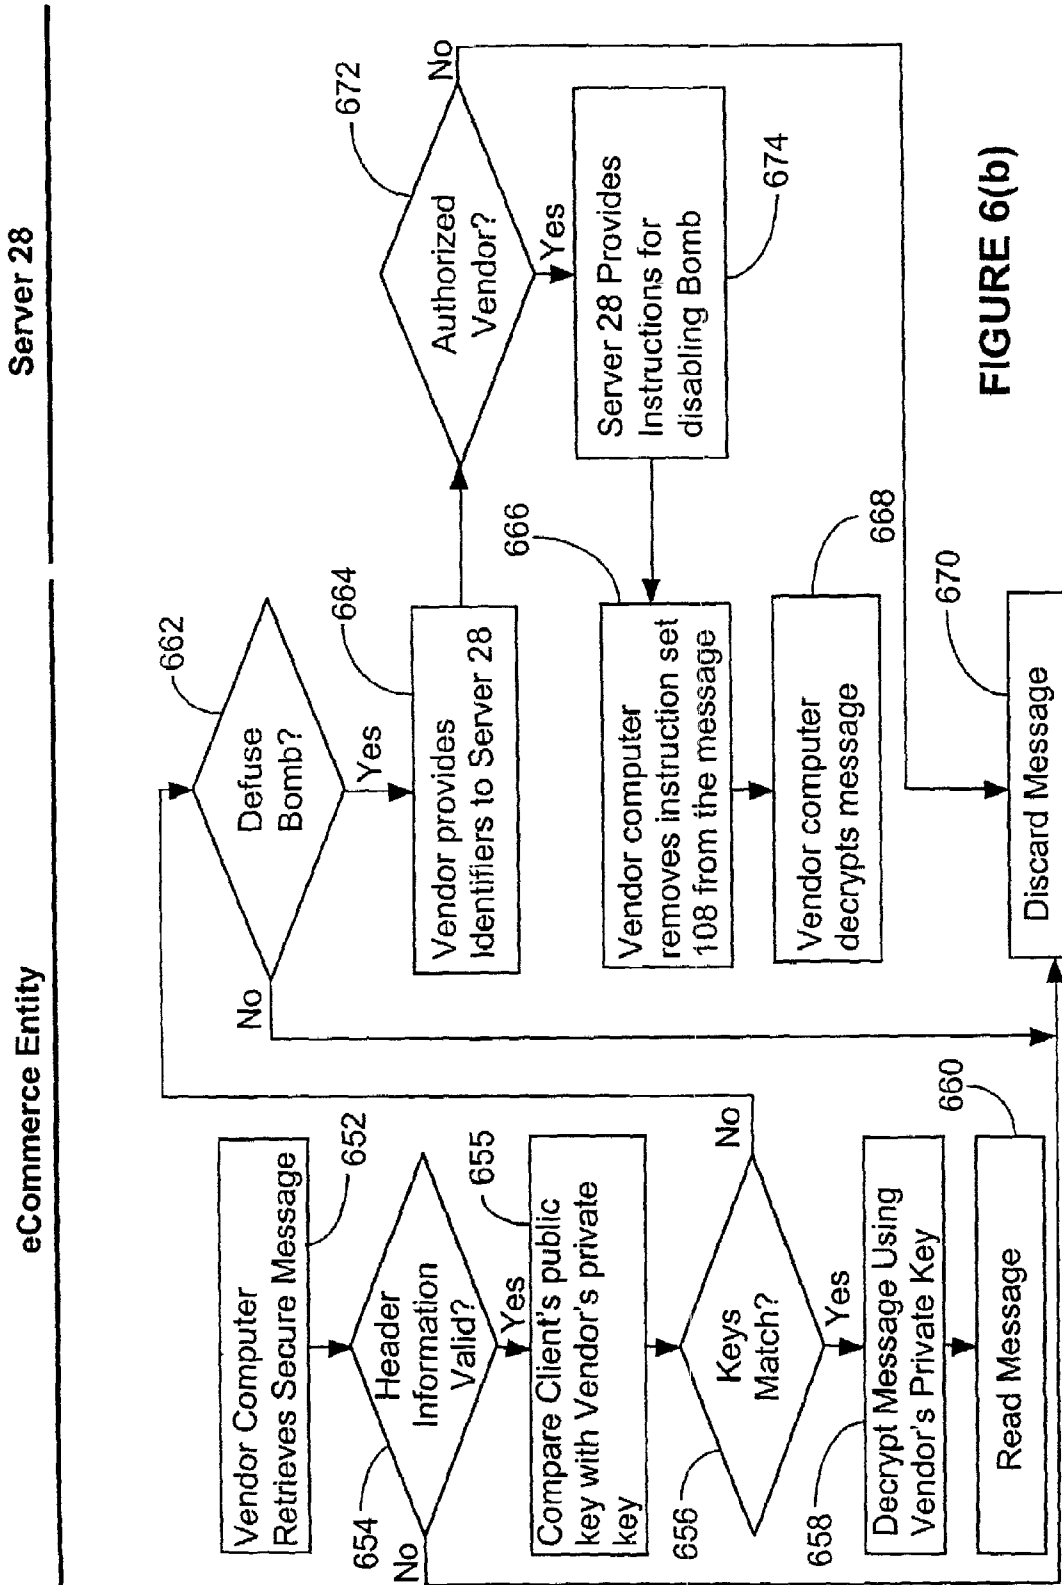 eCommerce Entity
Server 28
Vendor Computer
Retrieves Secure Message
652
Header
Information
Valid?
654
No
Yes
Compare Client's public
key with Vendor's private
key
655
Keys
Match?
656
No
Yes
Decrypt Message Using
Vendor's Private Key
658
Read Message
660
Defuse
Bomb?
662
No
Yes
Vendor provides
Identifiers to Server 28
664
Vendor computer
removes instruction set
108 from the message
666
Vendor computer
decrypts message
668
Discard Message
670
Authorized
Vendor?
672
No
Yes
Server 28 Provides
Instructions for
disabling Bomb
674
FIGURE 6(b)